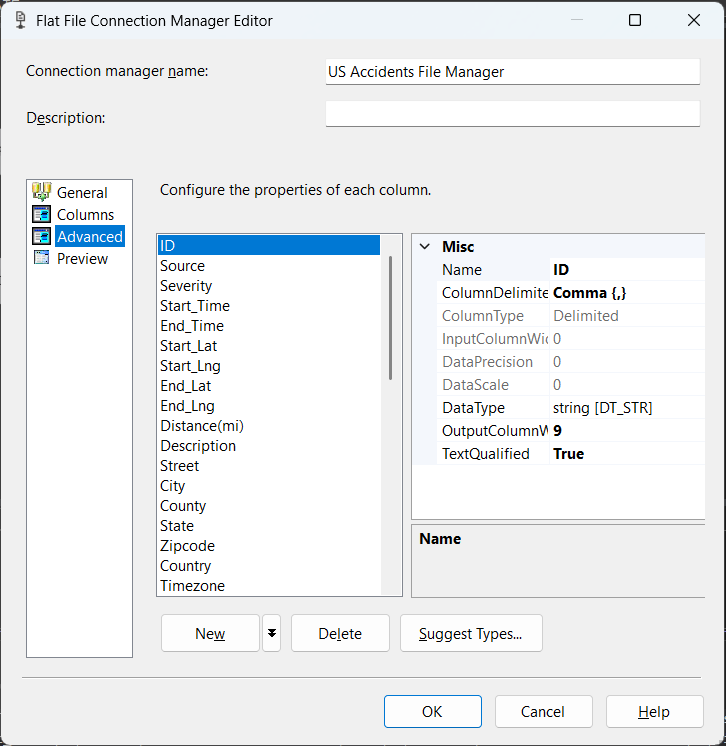 Flat File Connection Manager Editor
Connection manager name: US Accidents File Manager
Description:
General
Columns
Advanced
Preview
Configure the properties of each column.
ID
Source
Severity
Start_Time
End_Time
Start_Lat
Start_Lng
End_Lat
End_Lng
Distance(mi)
Description
Street
City
County
State
Zipcode
Country
Timezone
Misc
Name ID
ColumnDelimite Comma {,}
ColumnType Delimited
InputColumnWid 0
DataPrecision 0
DataScale 0
DataType string [DT_STR]
OutputColumnW 9
TextQualified True
Name
New
Delete
Suggest Types...
OK
Cancel
Help